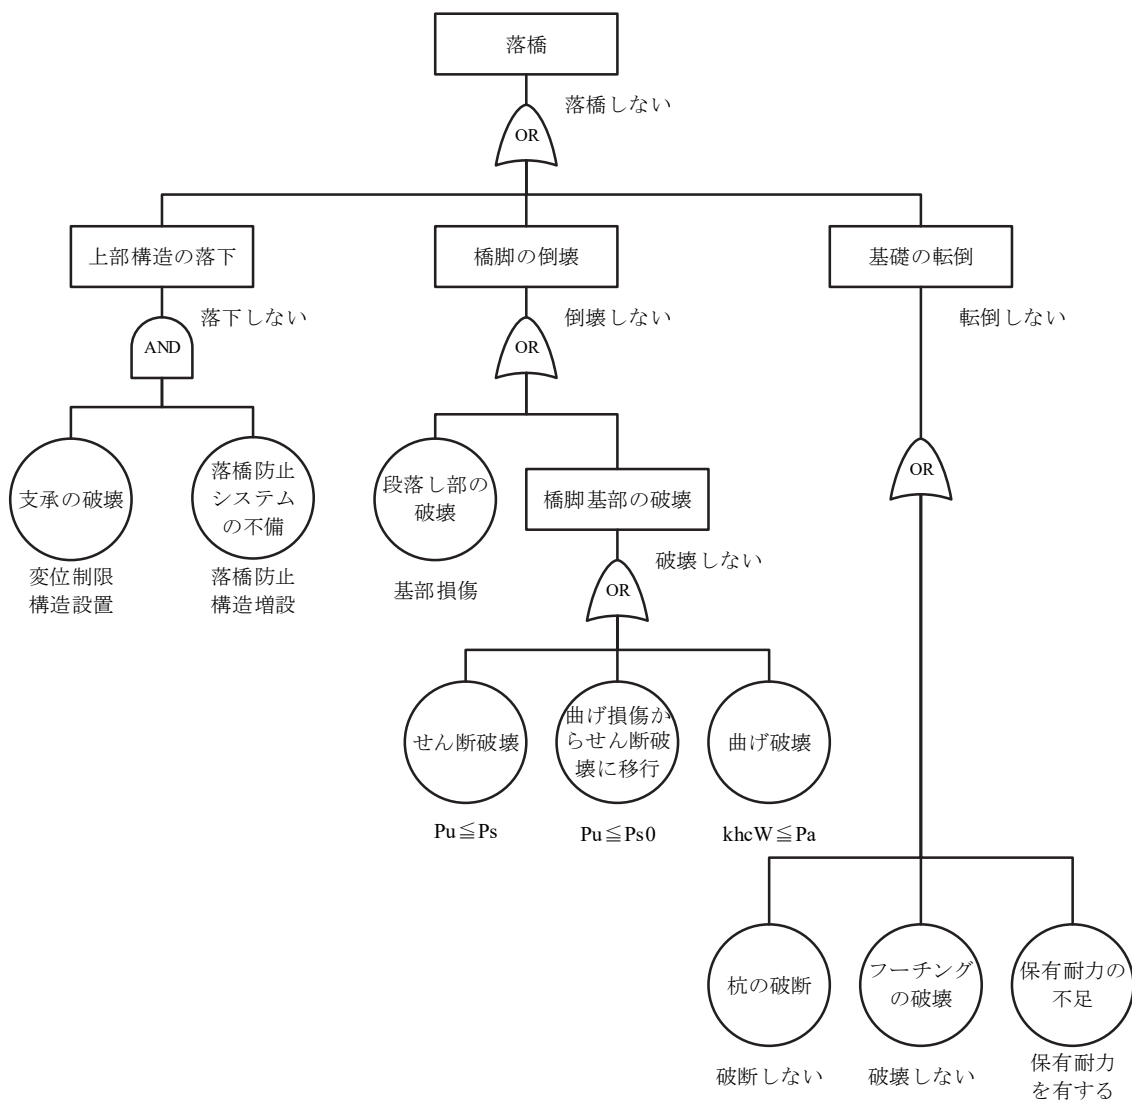 落橋
落橋しない
OR
上部構造の落下
橋脚の倒壊
基礎の転倒
落下しない
倒壊しない
転倒しない
AND
OR
OR
支承の破壊
落橋防止
システム
の不備
段落し部の
破壊
橋脚基部の破壊
変位制限
構造設置
落橋防止
構造増設
基部損傷
破壊しない
OR
せん断破壊
曲げ損傷か
らせん断破
壊に移行
曲げ破壊
Pu≦Ps
Pu≦Ps0
khcW≦Pa
杭の破断
フーチング
の破壊
保有耐力の
不足
破断しない
破壊しない
保有耐力
を有する